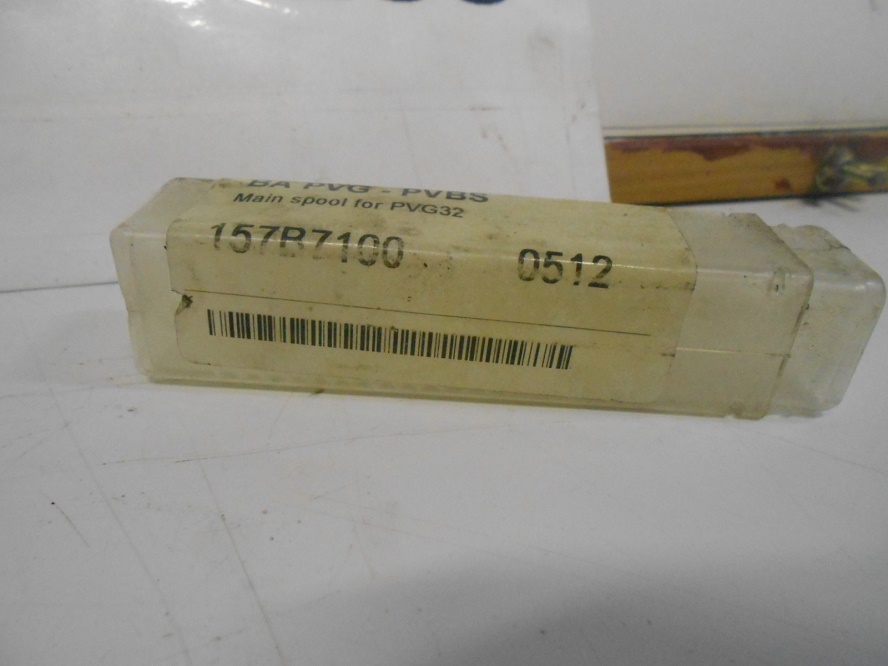 BA PVG - PVBS
Main spool for PVG32
157B7100 0512